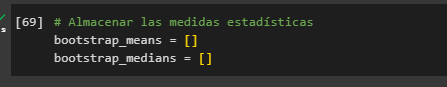 [69] # Almacenar las medidas estadísticas
bootstrap_means = []
bootstrap_medians = []
s